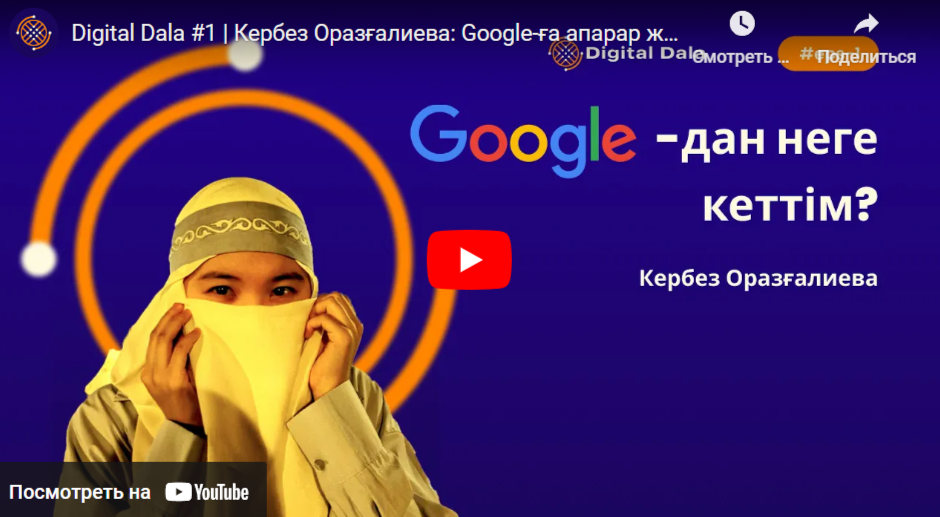 Digital Dala #1 | Кербез Оразғалиева: Google-ға апарар ж...
Digital Dala
Смотреть ...
Поделиться
Google -дан неге
кеттім?
Кербез Оразғалиева
Посмотреть на YouTube